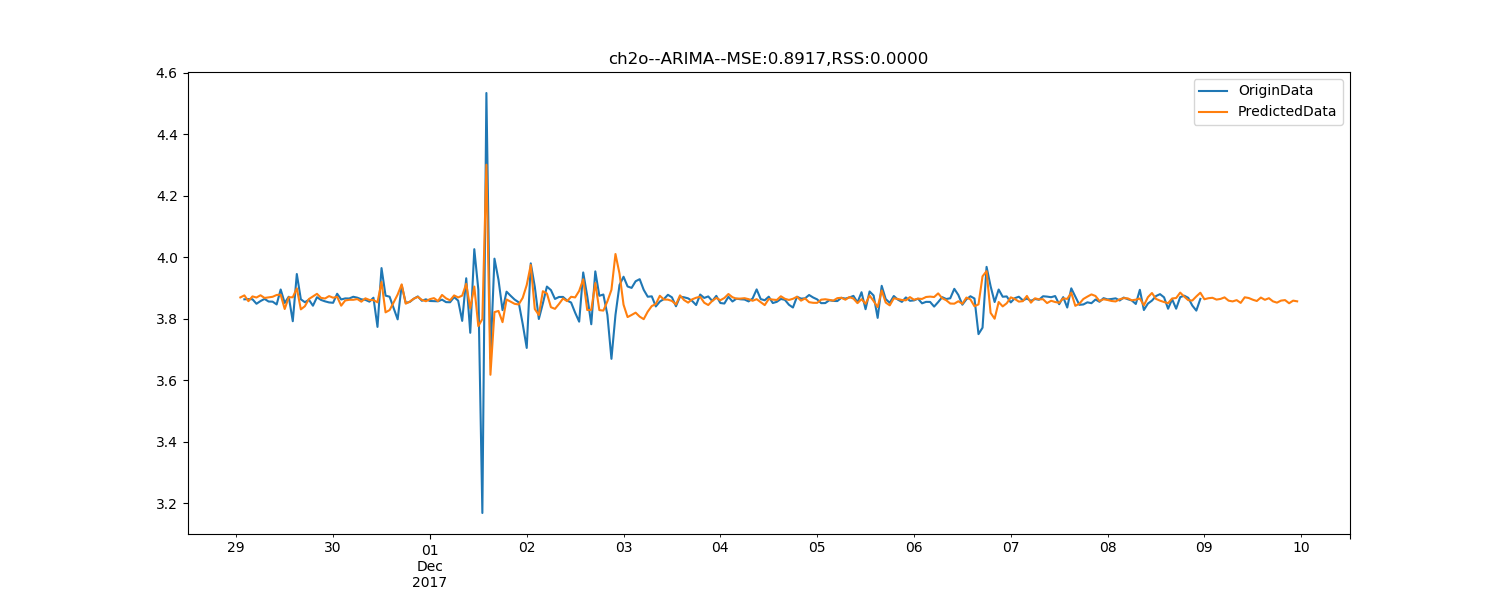 ch2o--ARIMA--MSE:0.8917,RSS:0.0000
4.6
4.4
4.2
4.0
3.8
3.6
3.4
3.2
OriginData
PredictedData
29 30 01 02 03 04 05 06 07 08 09 10
Dec
2017